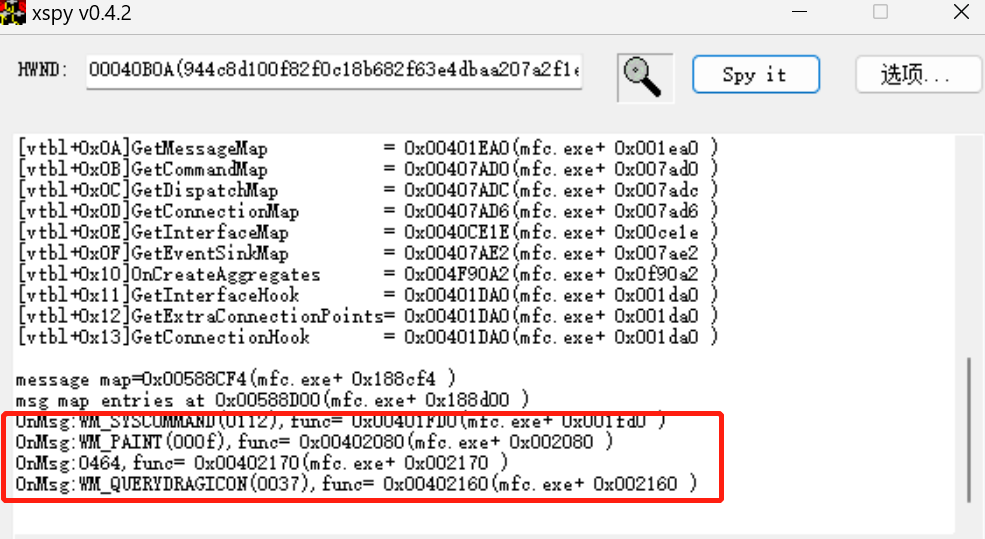 xspy v0.4.2
HWND: 00040B0A(944c8d100f82f0c18b682f63e4dbaa207a2f1e Spy it 选项...
[vtbl+0x0A]GetMessageMap = 0x00401EA0(mfc.exe+ 0x001ea0 )
[vtbl+0x0B]GetCommandMap = 0x00407AD0(mfc.exe+ 0x007ad0 )
[vtbl+0x0C]GetDispatchMap = 0x00407ADC(mfc.exe+ 0x007adc )
[vtbl+0x0D]GetConnectionMap = 0x00407AD6(mfc.exe+ 0x007ad6 )
[vtbl+0x0E]GetInterfaceMap = 0x0040CE1E(mfc.exe+ 0x00ce1e )
[vtbl+0x0F]GetEventSinkMap = 0x00407AE2(mfc.exe+ 0x007ae2 )
[vtbl+0x10]OnCreateAggregates = 0x004F90A2(mfc.exe+ 0x0f90a2 )
[vtbl+0x11]GetInterfaceHook = 0x00401DA0(mfc.exe+ 0x001da0 )
[vtbl+0x12]GetExtraConnectionPoints= 0x00401DA0(mfc.exe+ 0x001da0 )
[vtbl+0x13]GetConnectionHook = 0x00401DA0(mfc.exe+ 0x001da0 )
message map=0x00588CF4(mfc.exe+ 0x188cf4 )
msg map entries at 0x00588D00(mfc.exe+ 0x188d00 )
OnMsg:WM_SYSCOMMAND(0112),func= 0x00401FD0(mfc.exe+ 0x001fd0 )
OnMsg:WM_PAINT(000f),func= 0x00402080(mfc.exe+ 0x002080 )
OnMsg:0464,func= 0x00402170(mfc.exe+ 0x002170 )
OnMsg:WM_QUERYDRAGICON(0037),func= 0x00402160(mfc.exe+ 0x002160 )